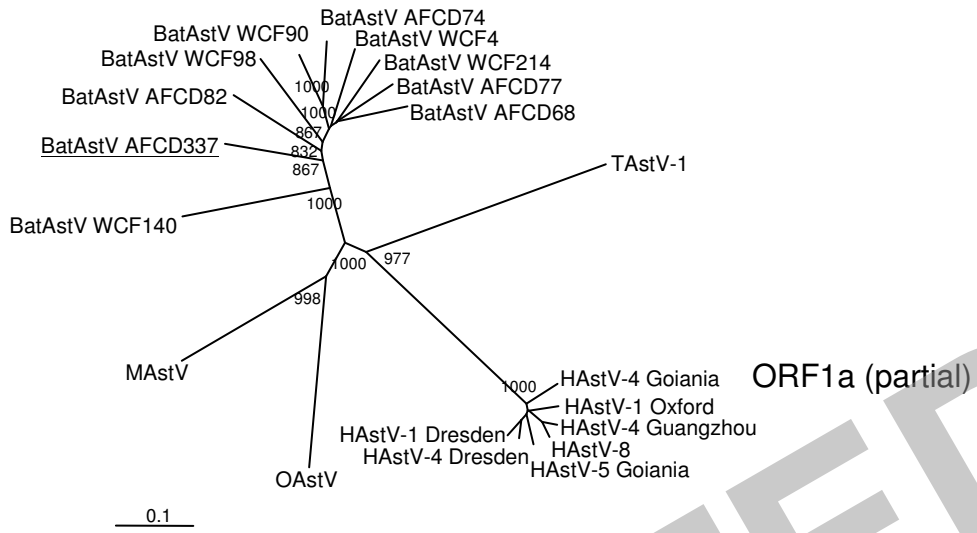 BatAstV AFCD74
BatAstV WCF90
BatAstV WCF4
BatAstV WCF98
BatAstV WCF214
BatAstV AFCD77
BatAstV AFCD82
BatAstV AFCD68
1000
1000
867
832
867
BatAstV AFCD337
TAstV-1
1000
BatAstV WCF140
1000
977
998
MAstV
1000
HAstV-4 Goiania
ORF1a (partial)
HAstV-1 Oxford
HAstV-4 Guangzhou
HAstV-1 Dresden
HAstV-8
HAstV-4 Dresden
HAstV-5 Goiania
OAstV
0.1